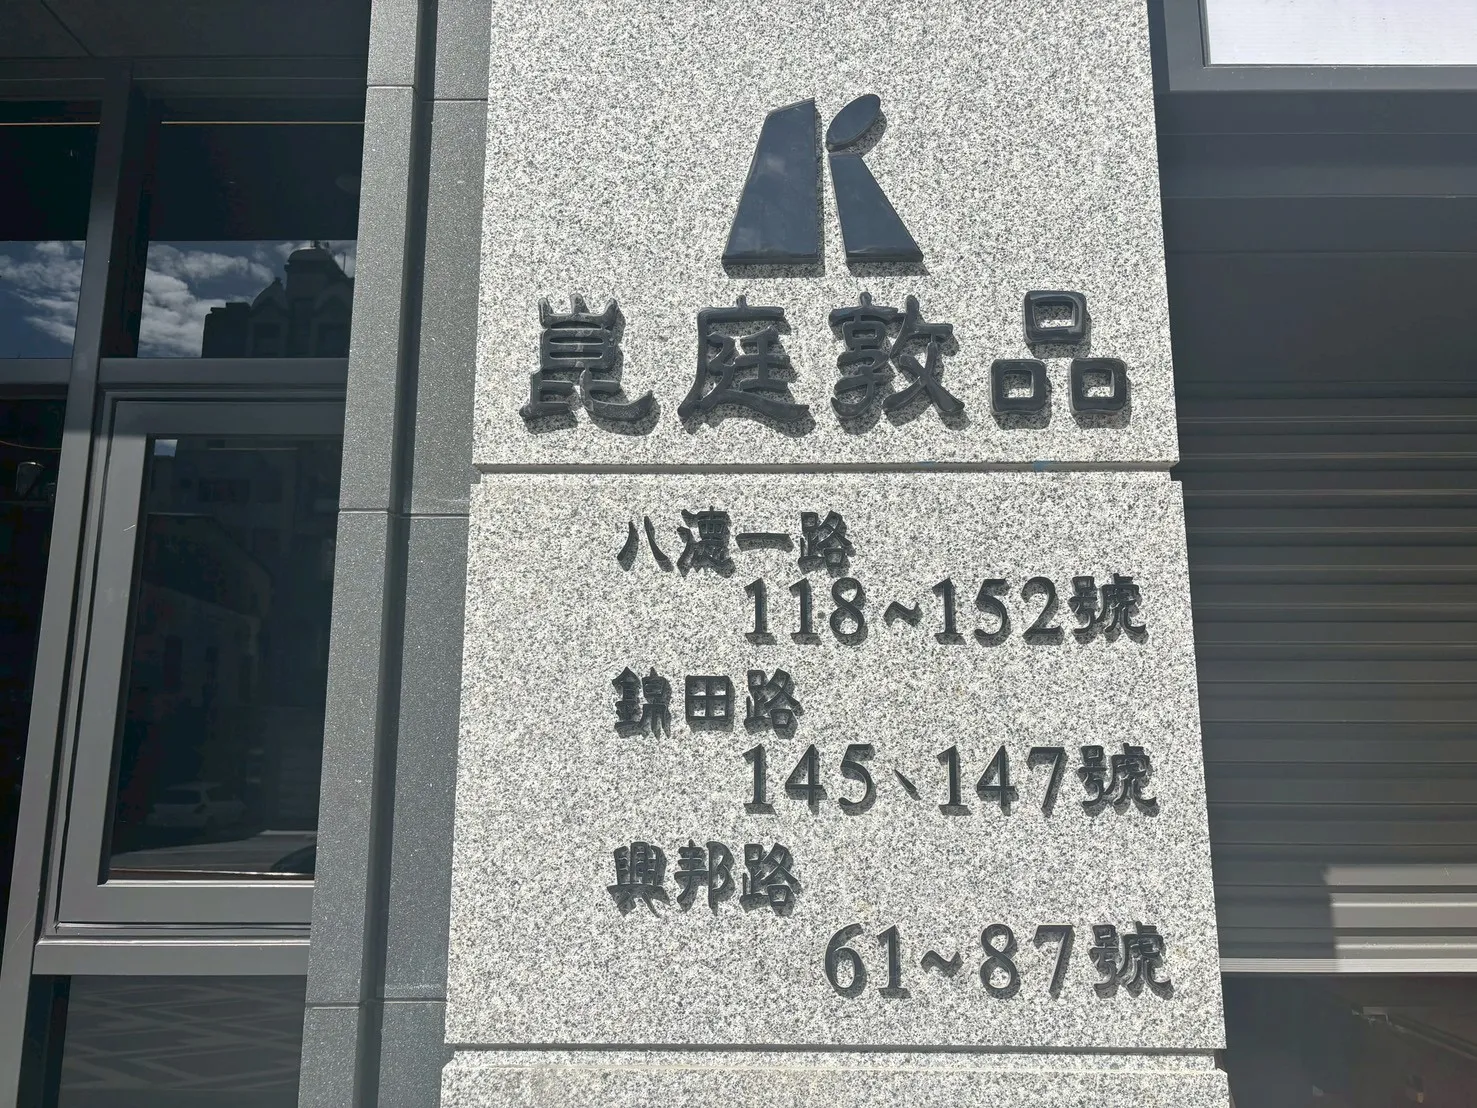 崑庭敦品
八一路
118~152號
錦田路
145、147號
興邦路
61~87號